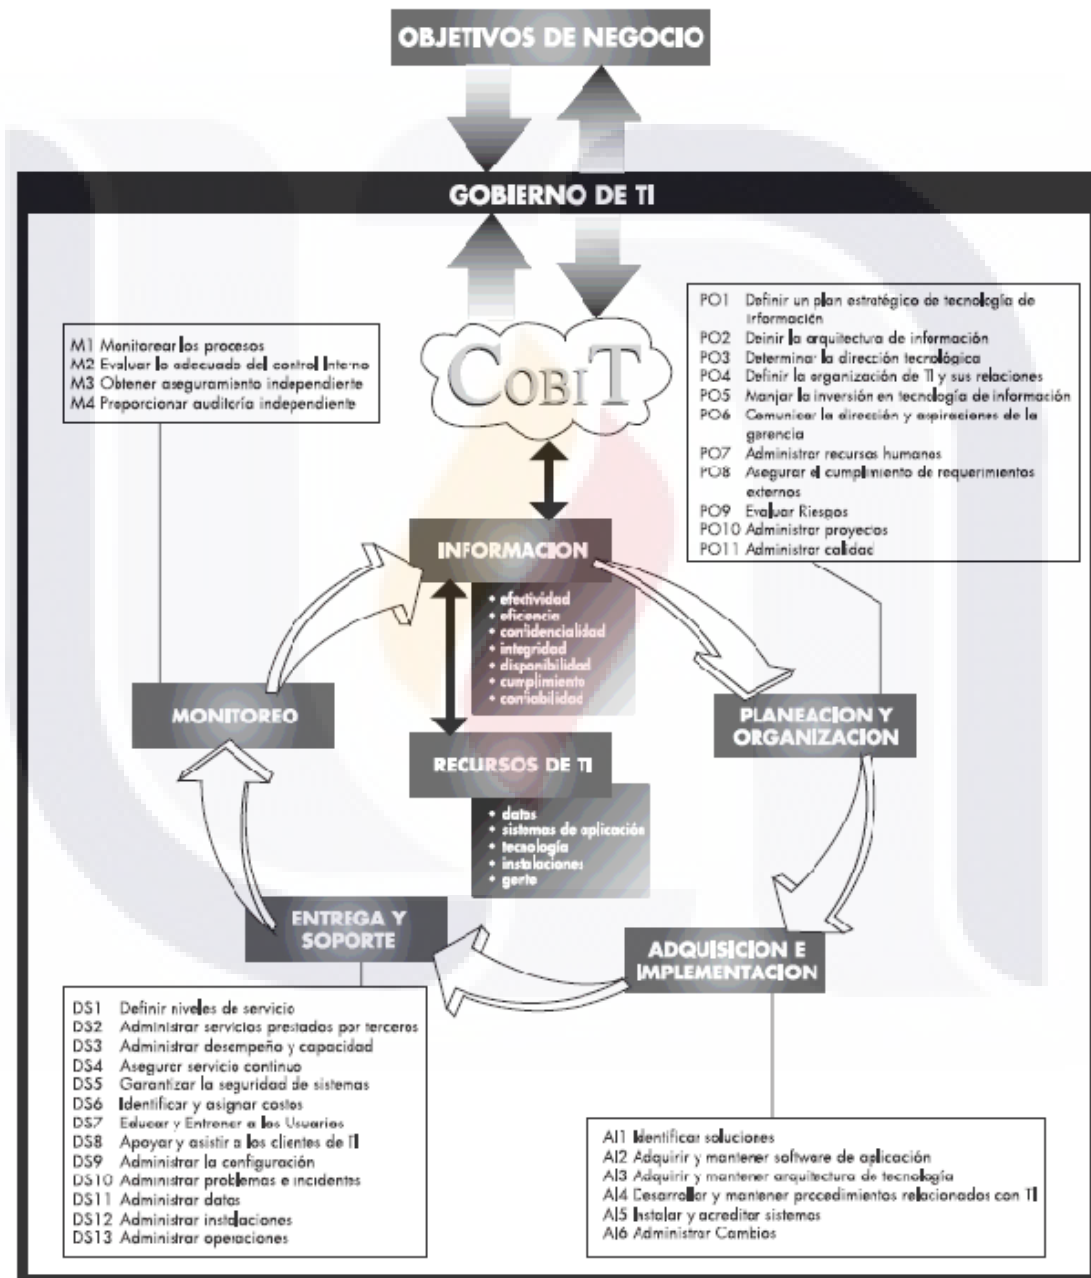 OBJETIVOS DE NEGOCIO
GOBIERNO DE TI
COBIT
M1 Monitorear los procesos
M2 Evaluar lo adecuado del control Interno
M3 Obtener aseguramiento independiente
M4 Proporcionar auditoría independiente
PO1 Definir un plan estratégico de tecnología de
información
PO2 Deinir la arquitectura de información
PO3 Determinar la dirección tecnológica
PO4 Definir la organización de TI y sus relaciones
PO5 Manjar la inversión en tecnología de información
PO6 Comunicar la dirección y aspiraciones de la
gerencia
PO7 Administrar recursos humanos
PO8 Asegurar el cumplimiento de requerimientos
externos
PO9 Evaluar Riesgos
PO10 Administrar proyectos
PO11 Administrar calidad
INFORMACION
• efectividad
• eficiencia
• confidencialidad
• integridad
• disponibilidad
• cumplimiento
• confiabilidad
MONITOREO
PLANEACION Y
ORGANIZACION
RECURSOS DE TI
• datos
• sistemas de aplicación
• tecnología
• instalaciones
• gente
ENTREGA Y
SOPORTE
ADQUISICION E
IMPLEMENTACION
DS1 Definir niveles de servicio
DS2 Administrar servicios prestados por terceros
DS3 Administrar desempeño y capacidad
DS4 Asegurar servicio continuo
DS5 Garantizar la seguridad de sistemas
DS6 Identificar y asignar costos
DS7 Educar y Entrenar a los Usuarios
DS8 Apoyar y asistir a los clientes de TI
DS9 Administrar la configuración
DS10 Administrar problemas e incidentes
DS11 Administrar datos
DS12 Administrar instalaciones
DS13 Administrar operaciones
AI1 Identificar soluciones
AI2 Adquirir y mantener software de aplicación
AI3 Adquirir y mantener arquitectura de tecnología
AI4 Desarrollar y mantener procedimientos relacionados con TI
AI5 Instalar y acreditar sistemas
AI6 Administrar Cambios